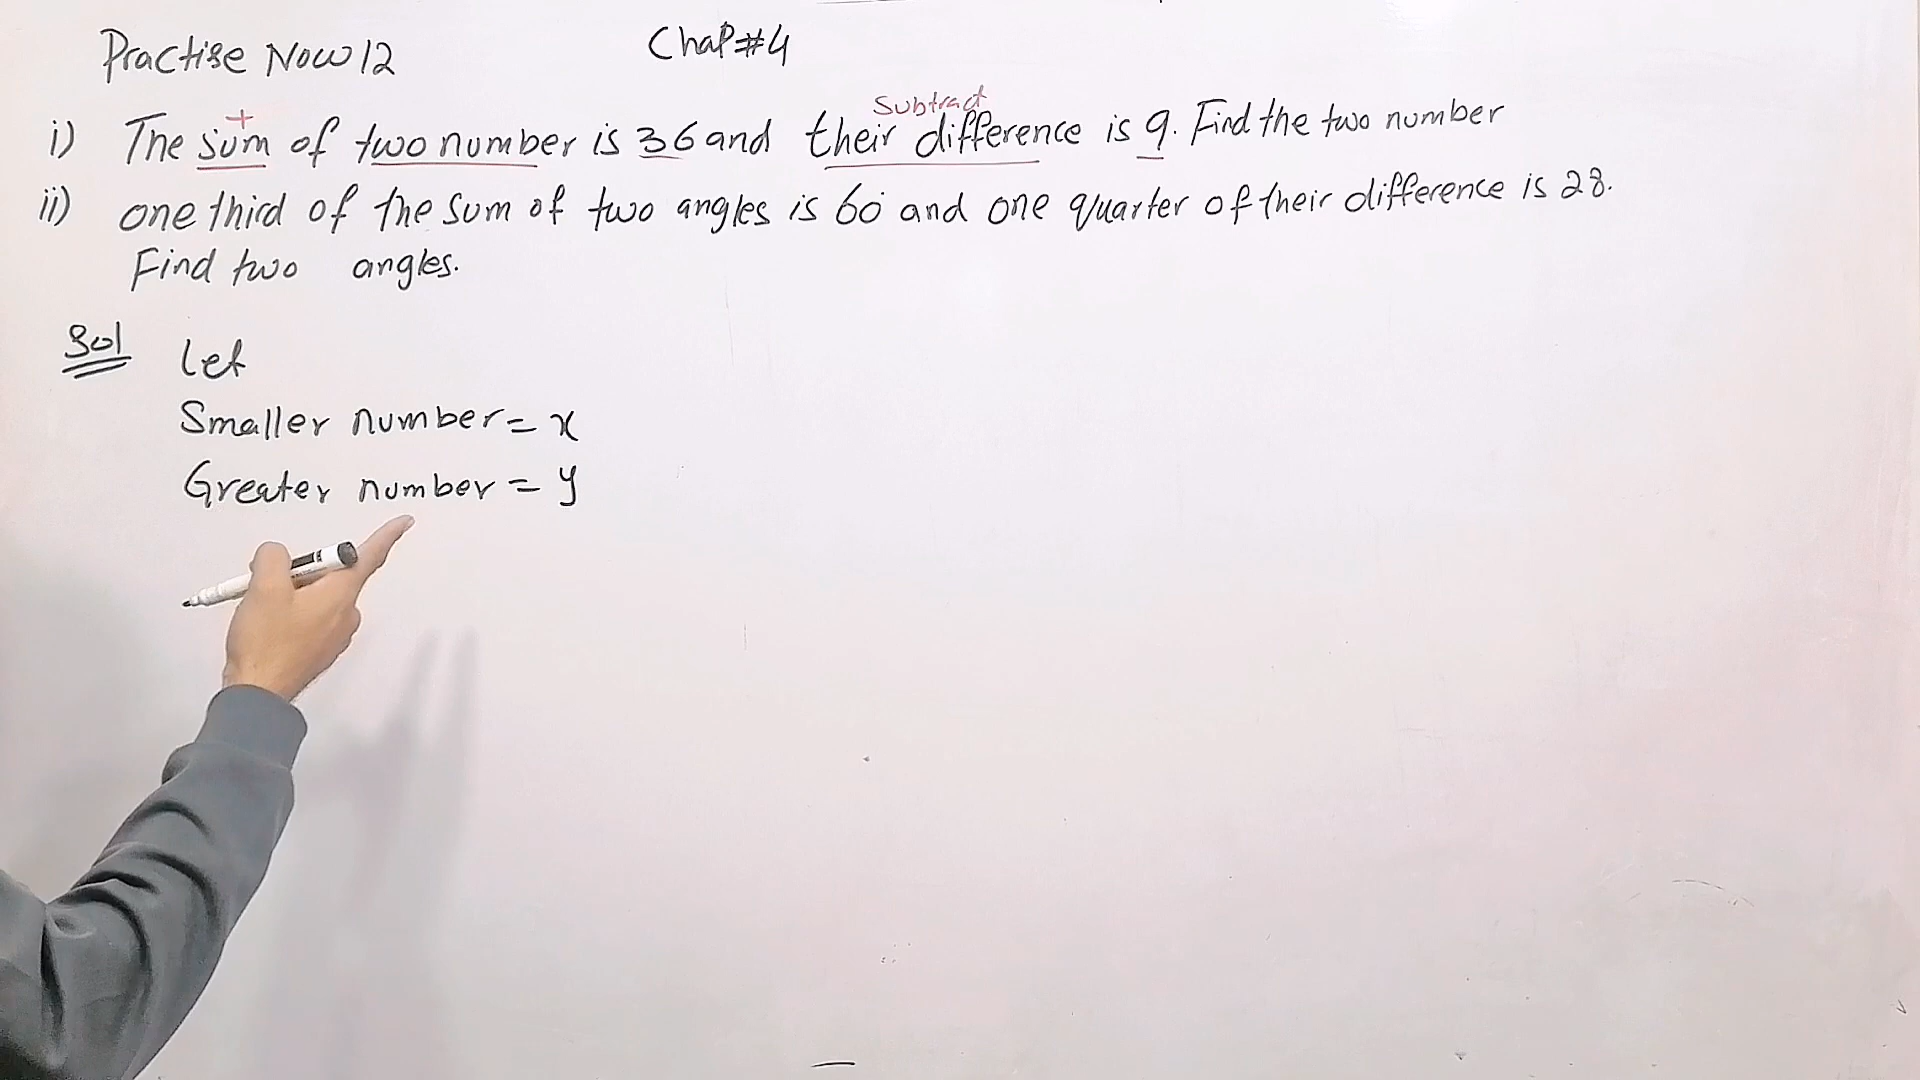 Practise Now 12
Chap#4
+
Subtract
i) The sum of two number is 36 and their difference is 9. Find the two number
ii) one third of the sum of two angles is 60 and one quarter of their difference is 28.
Find two angles.
Sol Let
Smaller number = x
Greater number = y